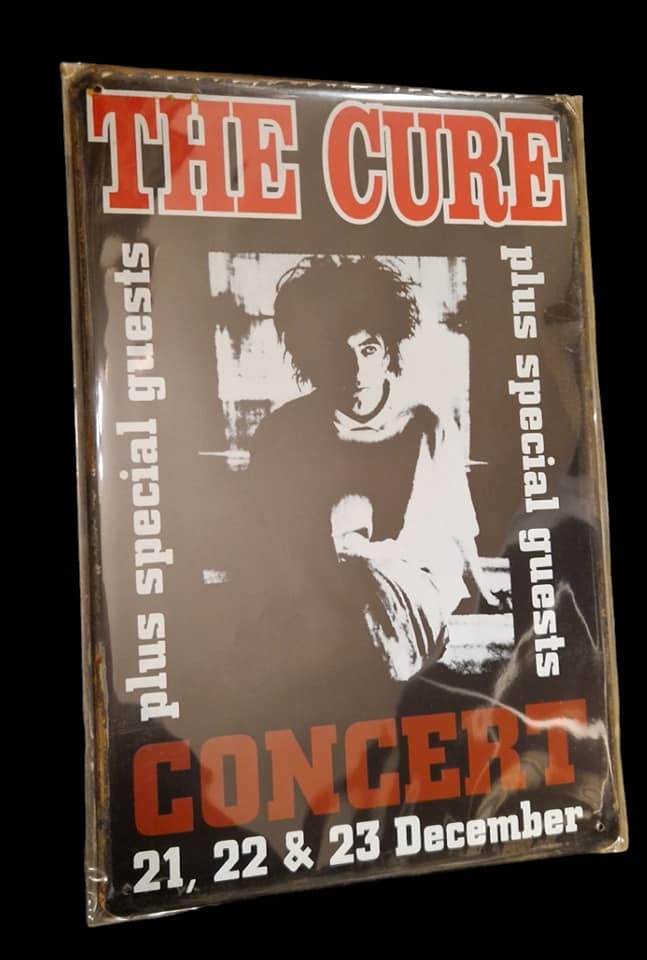 THE CURE
plus special guests
plus special guests
CONCERT
21, 22 & 23 December